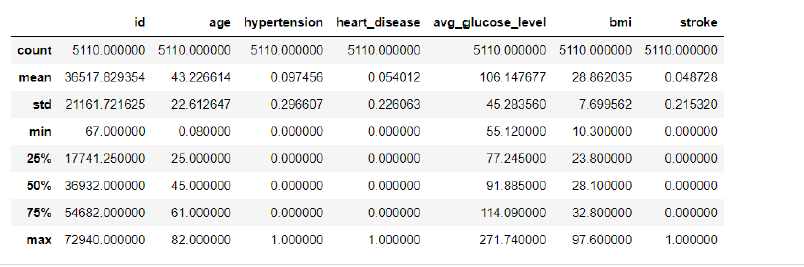 id age hypertension heart_disease avg_glucose_level bmi stroke
count 5110.000000 5110.000000 5110.000000 5110.000000 5110.000000 5110.000000 5110.000000
mean 36517.829354 43.226614 0.097456 0.054012 106.147677 28.862035 0.048728
std 21161.721625 22.612647 0.296607 0.226063 45.283560 7.699562 0.215320
min 67.000000 0.080000 0.000000 0.000000 55.120000 10.300000 0.000000
25% 17741.250000 25.000000 0.000000 0.000000 77.245000 23.800000 0.000000
50% 36932.000000 45.000000 0.000000 0.000000 91.885000 28.100000 0.000000
75% 54682.000000 61.000000 0.000000 0.000000 114.090000 32.800000 0.000000
max 72940.000000 82.000000 1.000000 1.000000 271.740000 97.600000 1.000000